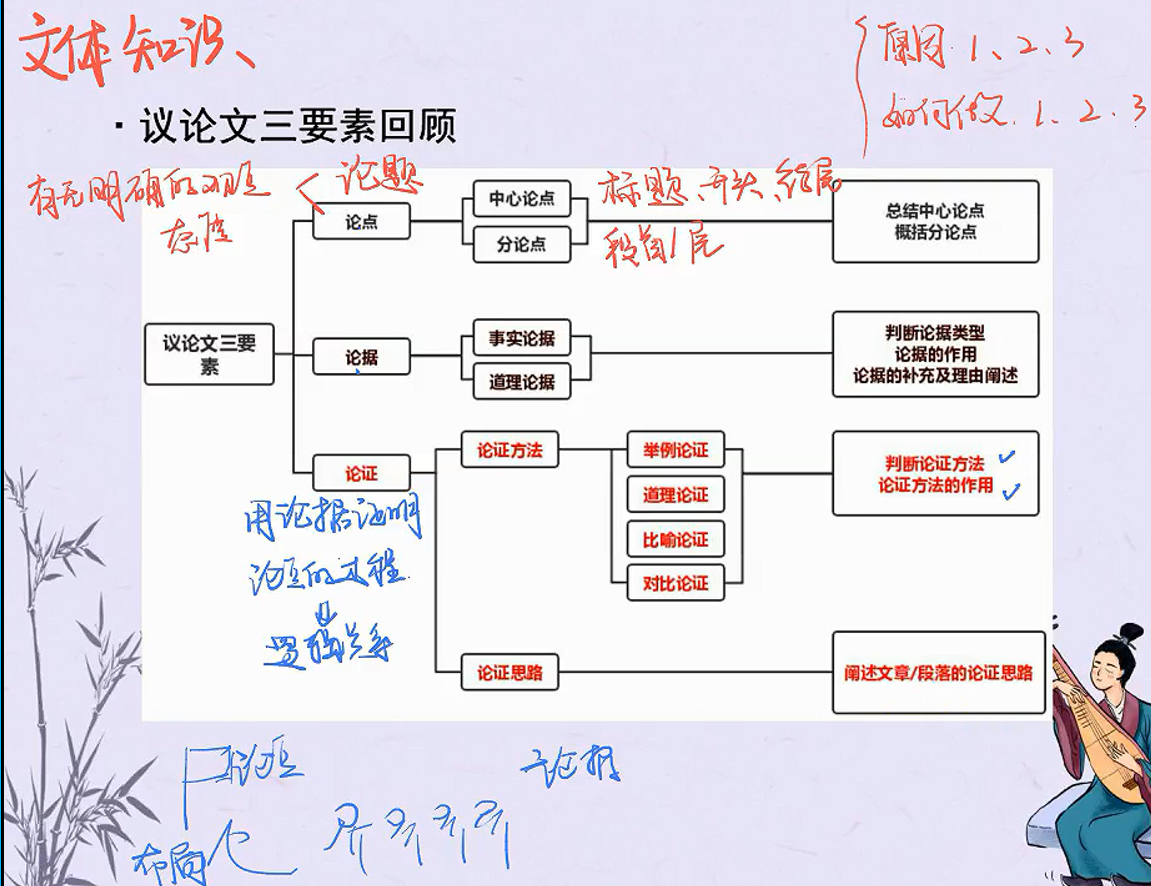 文体知识、
原因 1、2、3
如何做. 1、2、3
·议论文三要素回顾
有无明确的观点
态度
论题
论点
中心论点
分论点
标题、开头、结尾
段首/尾
总结中心论点
概括分论点
议论文三要
素
论据
事实论据
道理论据
判断论据类型
论据的作用
论据的补充及理由阐述
论证
论证方法
举例论证
道理论证
比喻论证
对比论证
判断论证方法
论证方法的作用
用论据证明
论点的过程
逻辑关系
论证思路
阐述文章/段落的论证思路
论点
论据
布局